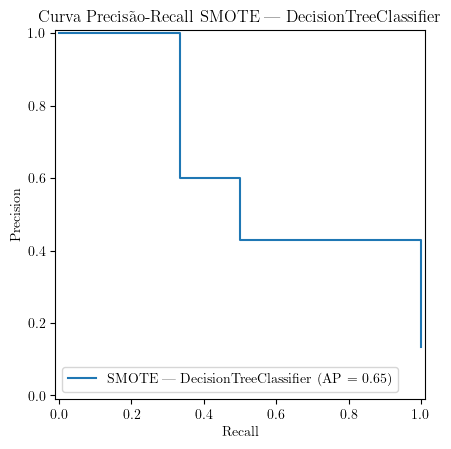 Curva Precisão-Recall SMOTE — DecisionTreeClassifier
1.0
0.8
0.6
0.4
0.2
0.0
Precision
SMOTE — DecisionTreeClassifier (AP = 0.65)
0.0 0.2 0.4 0.6 0.8 1.0
Recall